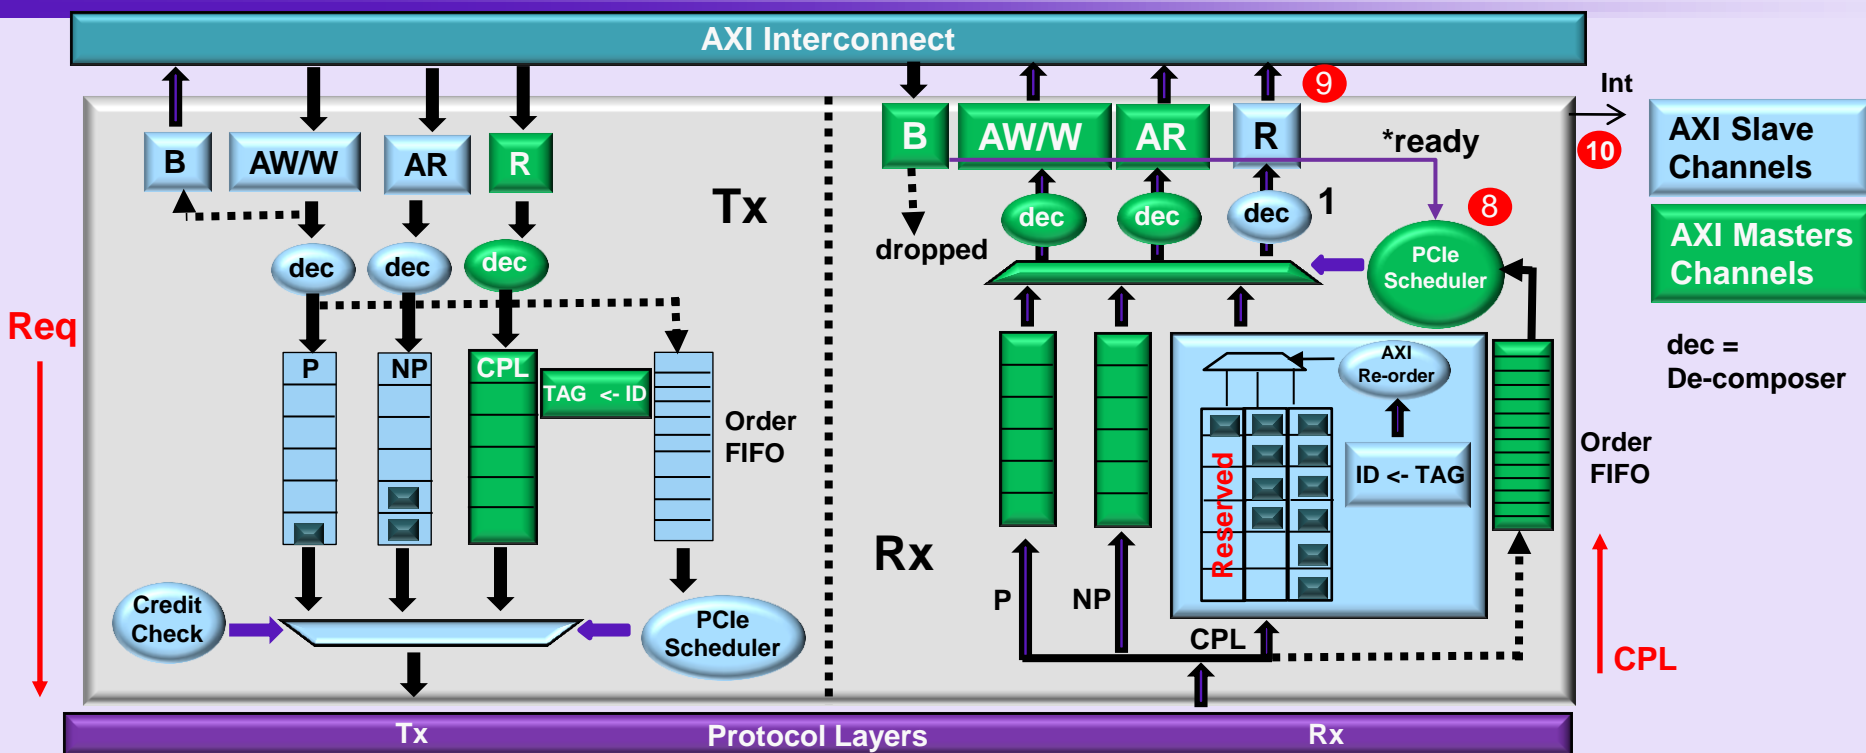 AXI Interconnect
B
AW/W
AR
R
Tx
dec
dec
dec
Req
P
NP
CPL
TAG <- ID
Order
FIFO
Credit
Check
PCIe
Scheduler
B
AW/W
AR
R
9
*ready
Int
10
dropped
dec
dec
dec
1
8
PCIe
Scheduler
AXI
Re-order
ID <- TAG
Reserved
Order
FIFO
Rx
P
NP
CPL
CPL
AXI Slave
Channels
AXI Masters
Channels
dec =
De-composer
Tx
Protocol Layers
Rx